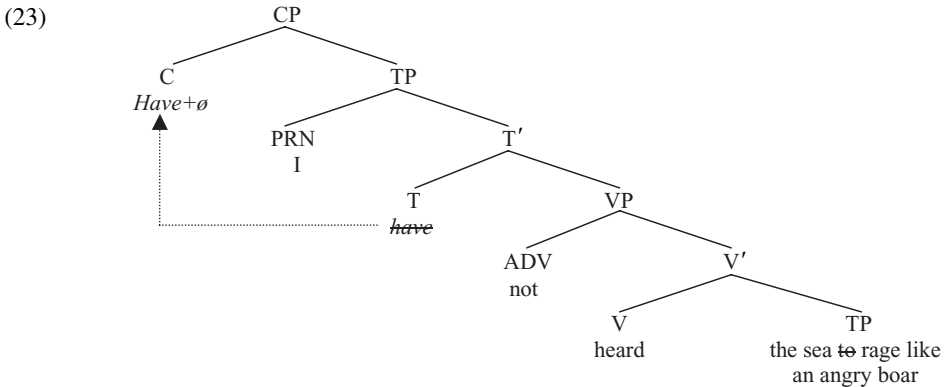 (23)
CP
C
TP
Have+ø
PRN
T′
I
T
VP
have
ADV
V′
not
V
TP
heard
the sea to rage like
an angry boar